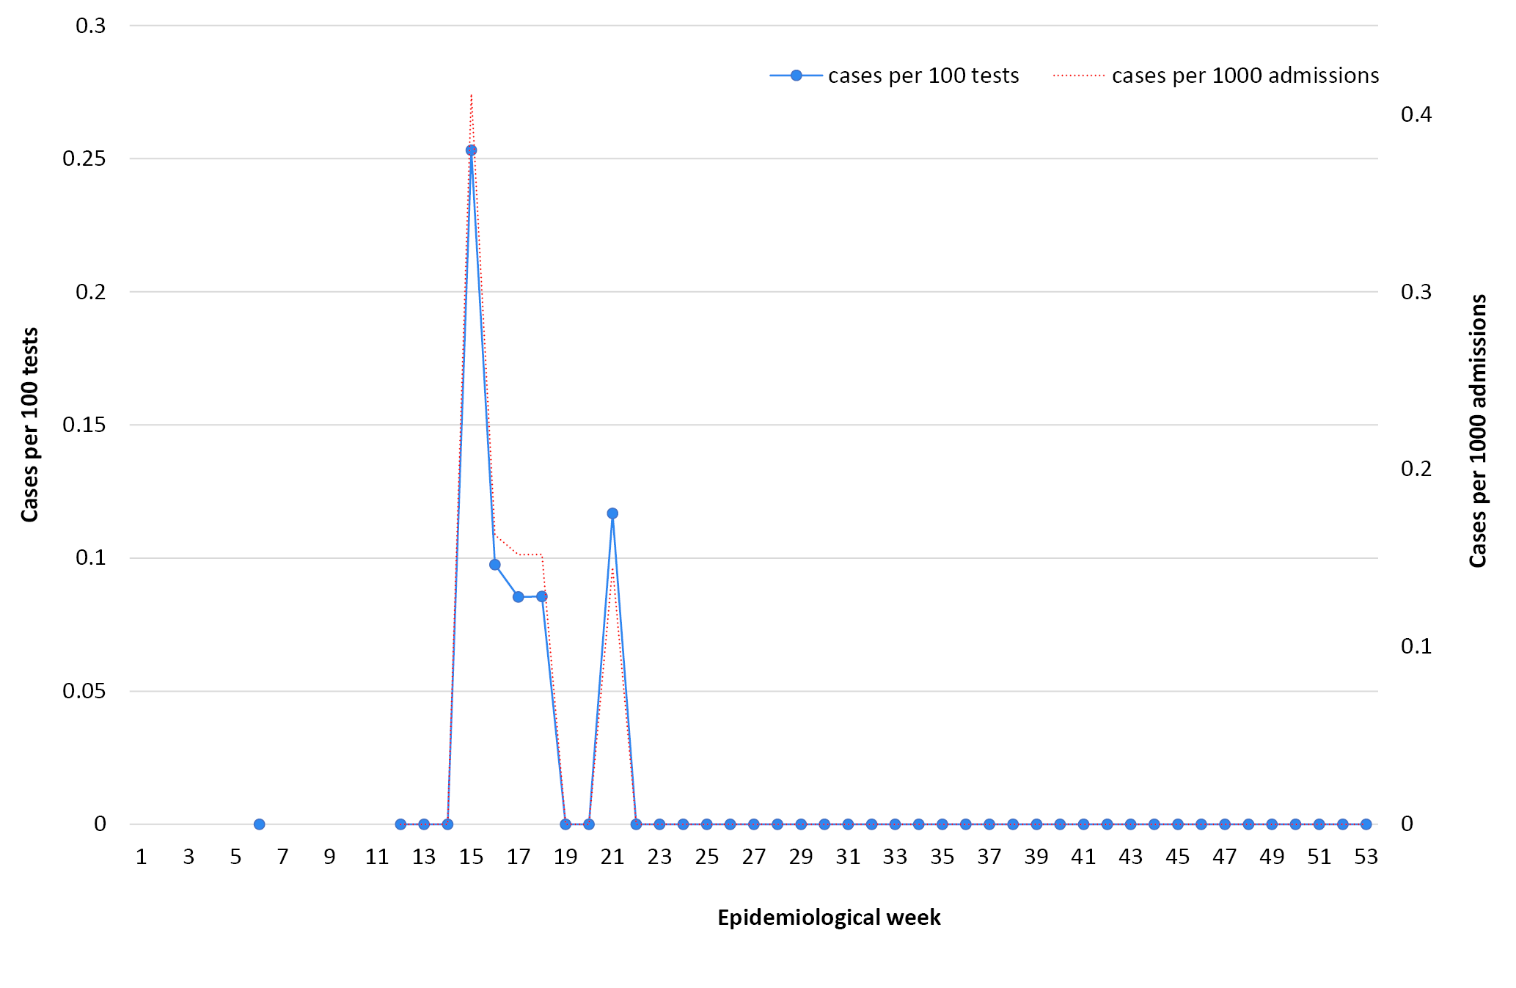 cases per 100 tests
cases per 1000 admissions
Cases per 100 tests
0.3
0.25
0.2
0.15
0.1
0.05
0
0.4
0.3
0.2
0.1
0
Cases per 1000 admissions
1 3 5 7 9 11 13 15 17 19 21 23 25 27 29 31 33 35 37 39 41 43 45 47 49 51 53
Epidemiological week